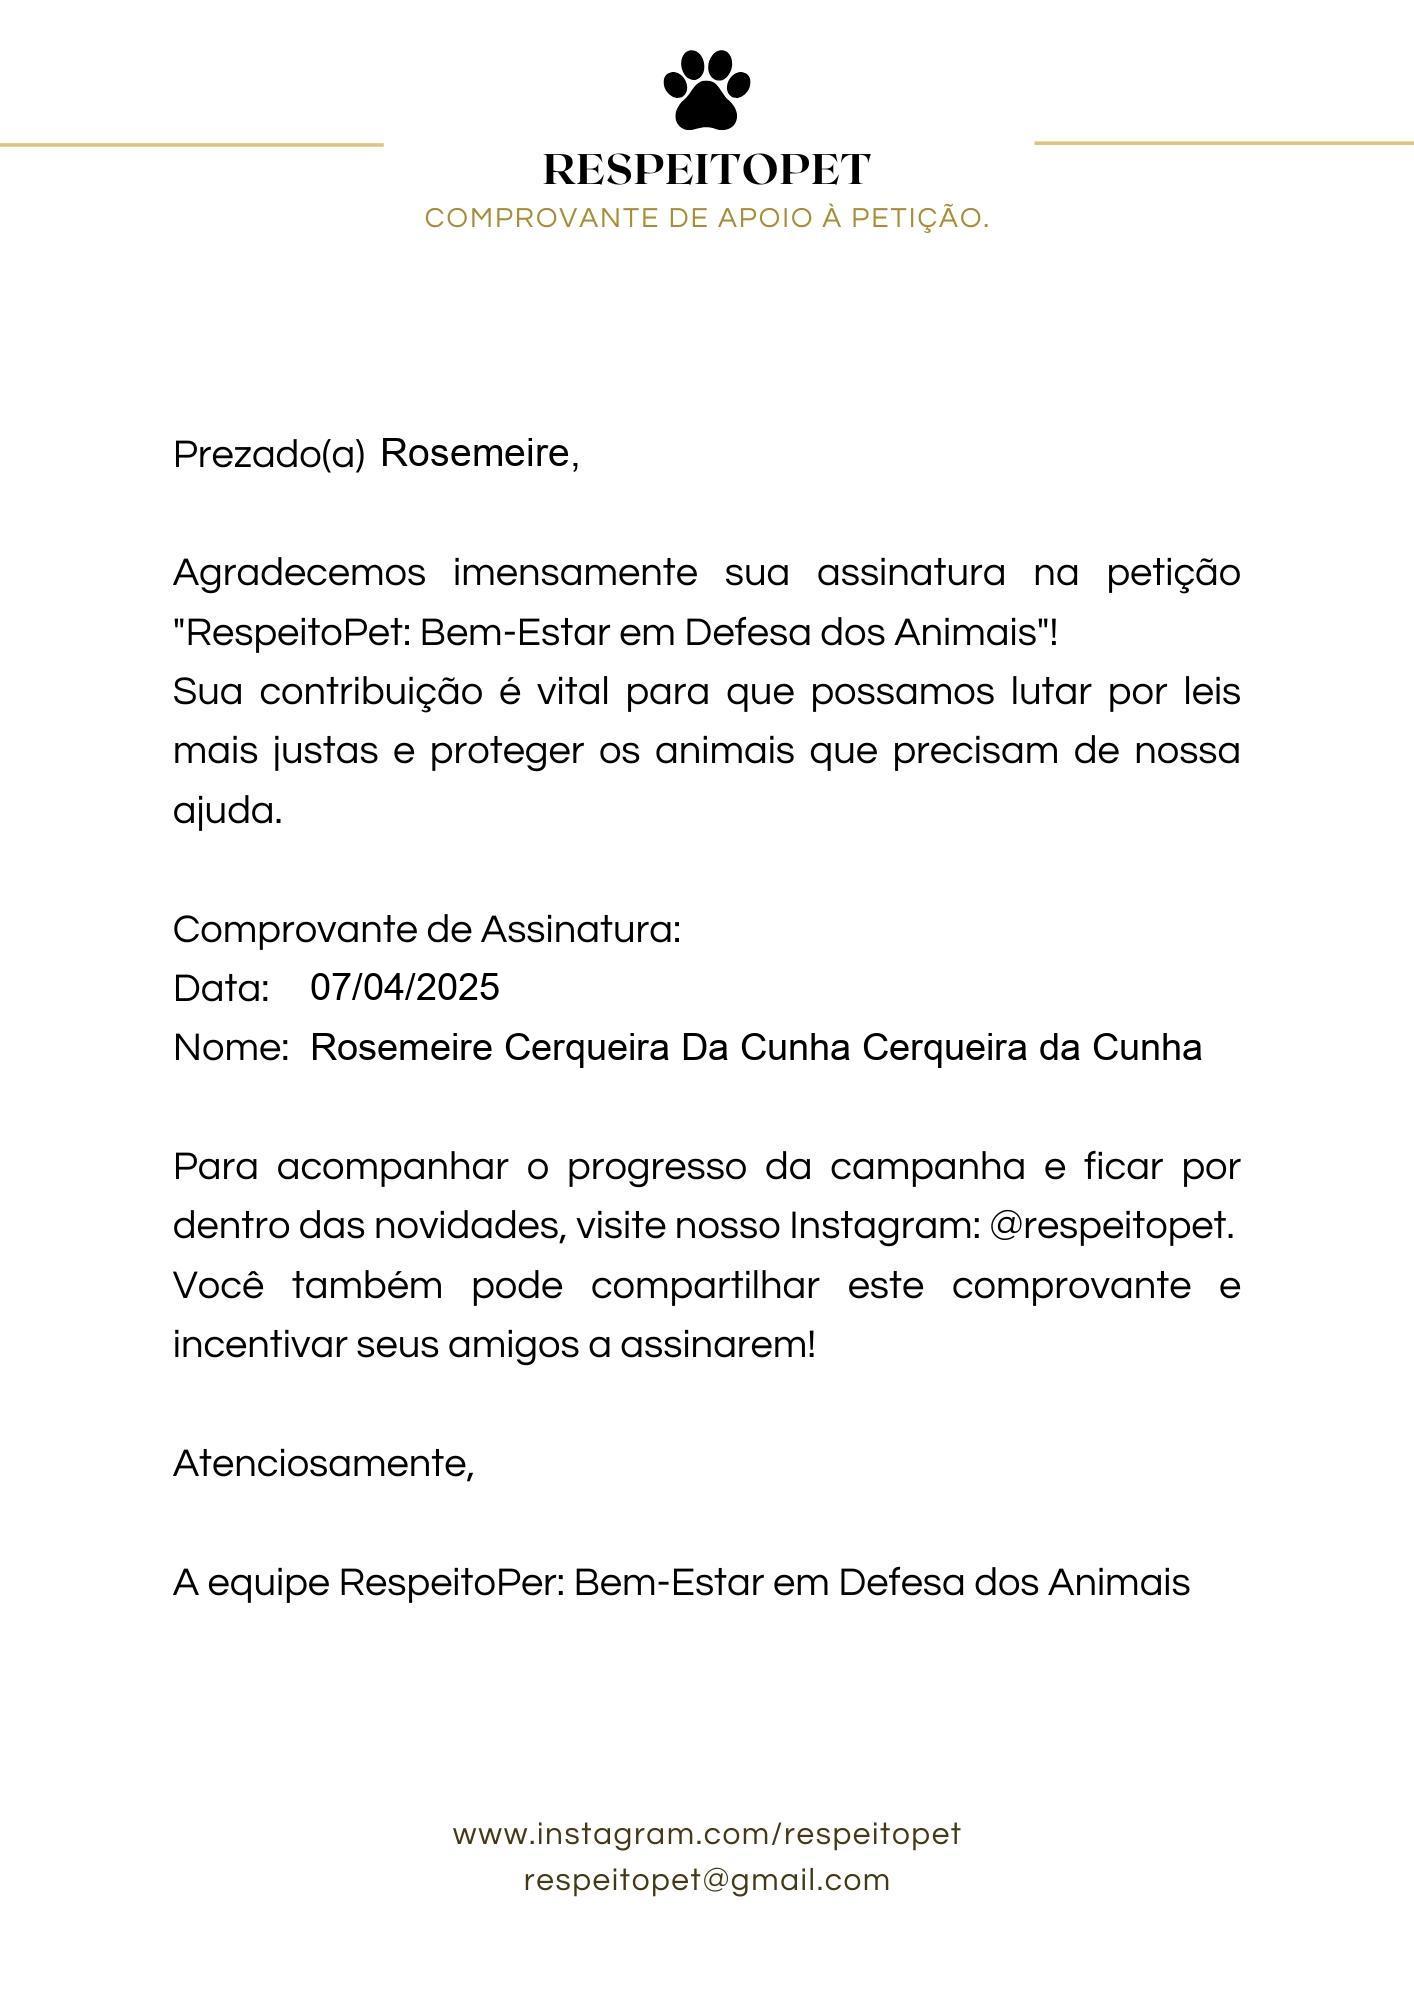 RESPEITOPET
COMPROVANTE DE APOIO À PETIÇÃO.
Prezado(a) Rosemeire,
Agradecemos imensamente sua assinatura na petição
"RespeitoPet: Bem-Estar em Defesa dos Animais"!
Sua contribuição é vital para que possamos lutar por leis
mais justas e proteger os animais que precisam de nossa
ajuda.
Comprovante de Assinatura:
Data: 07/04/2025
Nome: Rosemeire Cerqueira Da Cunha Cerqueira da Cunha
Para acompanhar o progresso da campanha e ficar por
dentro das novidades, visite nosso Instagram: @respeitopet.
Você também pode compartilhar este comprovante e
incentivar seus amigos a assinarem!
Atenciosamente,
A equipe RespeitoPer: Bem-Estar em Defesa dos Animais
www.instagram.com/respeitopet
respeitopet@gmail.com